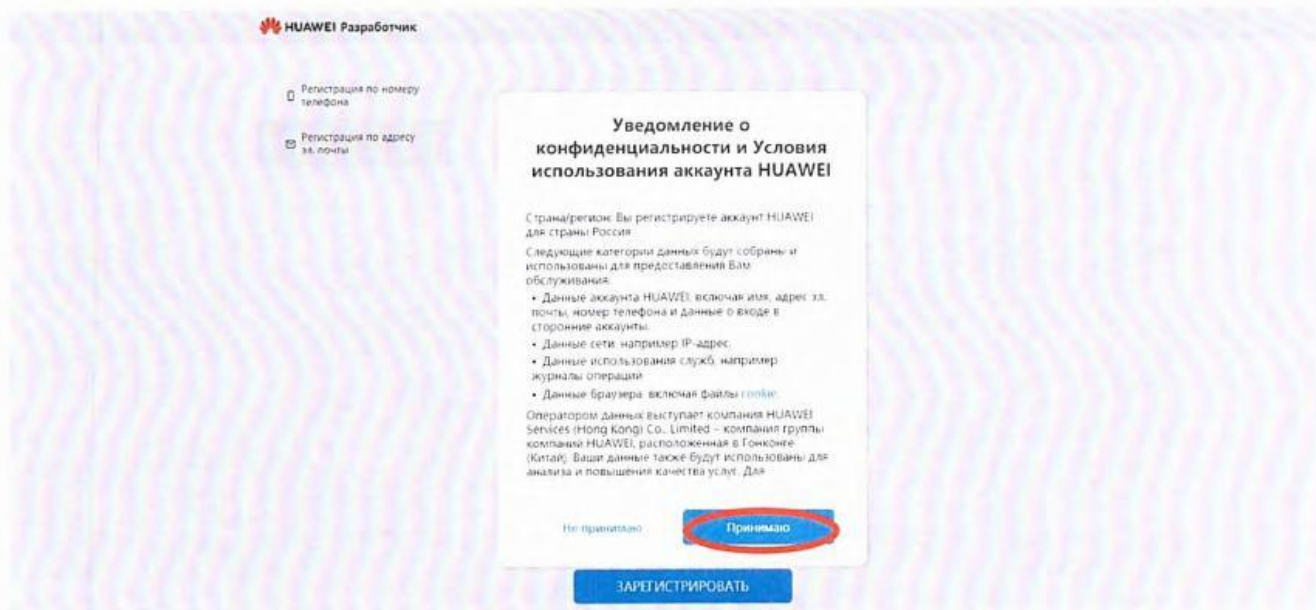 HUAWEI Разработчик
Регистрация по номеру
телефона
Регистрация по адресу
эл. почты
Уведомление о
конфиденциальности и Условия
использования аккаунта HUAWEI
Страна/регион: Вы регистрируете аккаунт HUAWEI
для страны Россия
Следующие категории данных будут собраны и
использованы для предоставления Вам
обслуживания:
• Данные аккаунта HUAWEI, включая имя, адрес эл.
почты, номер телефона и данные о входе в
сторонние аккаунты.
• Данные сети, например IP-адрес.
• Данные использования служб, например
журналы операций
• Данные браузера, включая файлы cookie.
Оператором данных выступает компания HUAWEI
Services (Hong Kong) Co., Limited – компания группы
компаний HUAWEI, расположенная в Гонконге
(Китай). Ваши данные также будут использованы для
анализа и повышения качества услуг. Для
Не принимаю
Принимаю
ЗАРЕГИСТРИРОВАТЬ